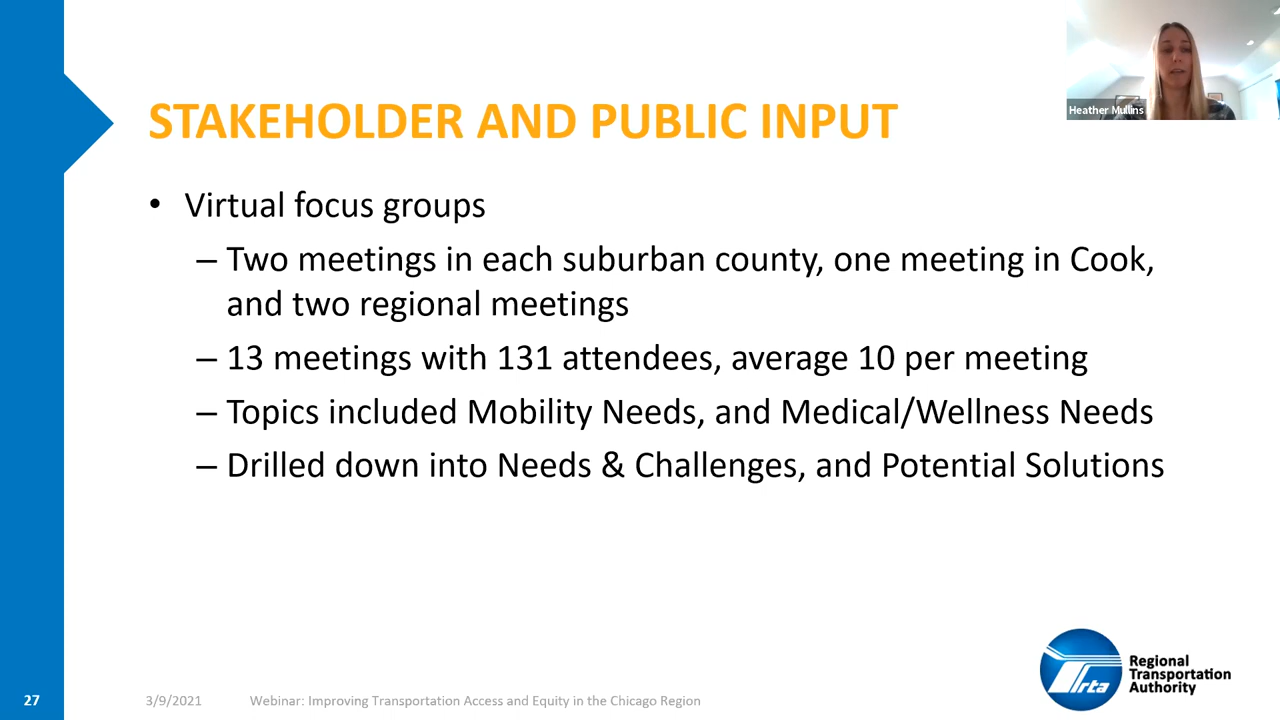 STAKEHOLDER AND PUBLIC INPUT
Heather Mullins
• Virtual focus groups
– Two meetings in each suburban county, one meeting in Cook,
and two regional meetings
– 13 meetings with 131 attendees, average 10 per meeting
– Topics included Mobility Needs, and Medical/Wellness Needs
– Drilled down into Needs & Challenges, and Potential Solutions
rta
Regional
Transportation
Authority
27
3/9/2021
Webinar: Improving Transportation Access and Equity in the Chicago Region